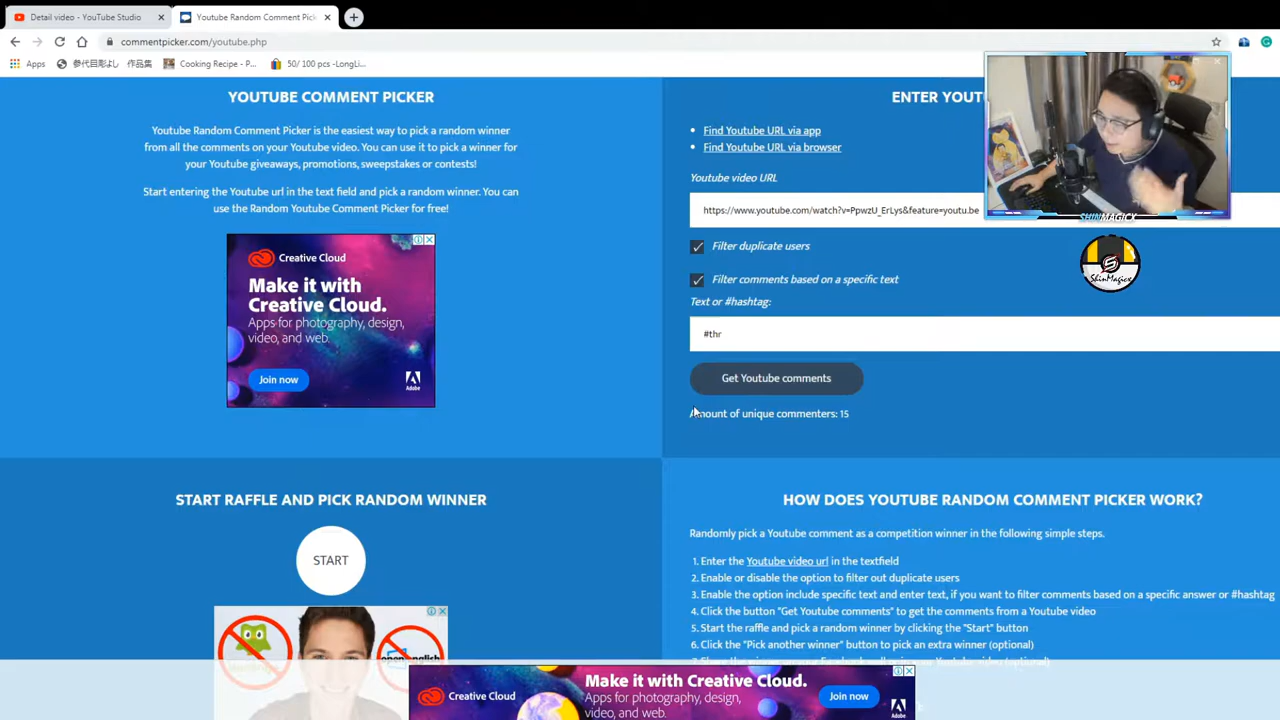 Detail video - YouTube Studio
Youtube Random Comment Pick
commentpicker.com/youtube.php
Apps
参代目彫よし 作品集
Cooking Recipe - P...
50/ 100 pcs -LongLi...
YOUTUBE COMMENT PICKER
Youtube Random Comment Picker is the easiest way to pick a random winner
from all the comments on your Youtube video. You can use it to pick a winner for
your Youtube giveaways, promotions, sweepstakes or contests!
Start entering the Youtube url in the text field and pick a random winner. You can
use the Random Youtube Comment Picker for free!
Creative Cloud
Make it with
Creative Cloud.
Apps for photography, design,
video, and web.
Join now
Adobe
ENTER YOUT
Find Youtube URL via app
Find Youtube URL via browser
Youtube video URL
https://www.youtube.com/watch?v=PpwzU_ErLys&feature=youtu.be
Filter duplicate users
Filter comments based on a specific text
Text or #hashtag:
#thr
Get Youtube comments
Amount of unique commenters: 15
SHINMAGICX
ShinMagicx
START RAFFLE AND PICK RANDOM WINNER
START
HOW DOES YOUTUBE RANDOM COMMENT PICKER WORK?
Randomly pick a Youtube comment as a competition winner in the following simple steps.
1. Enter the Youtube video url in the textfield
2. Enable or disable the option to filter out duplicate users
3. Enable the option include specific text and enter text, if you want to filter comments based on a specific answer or #hashtag
4. Click the button "Get Youtube comments" to get the comments from a Youtube video
5. Start the raffle and pick a random winner by clicking the "Start" button
6. Click the "Pick another winner" button to pick an extra winner (optional)
Creative Cloud
Make it with Creative Cloud.
Apps for photography, design,
video, and web.
Join now
Adobe